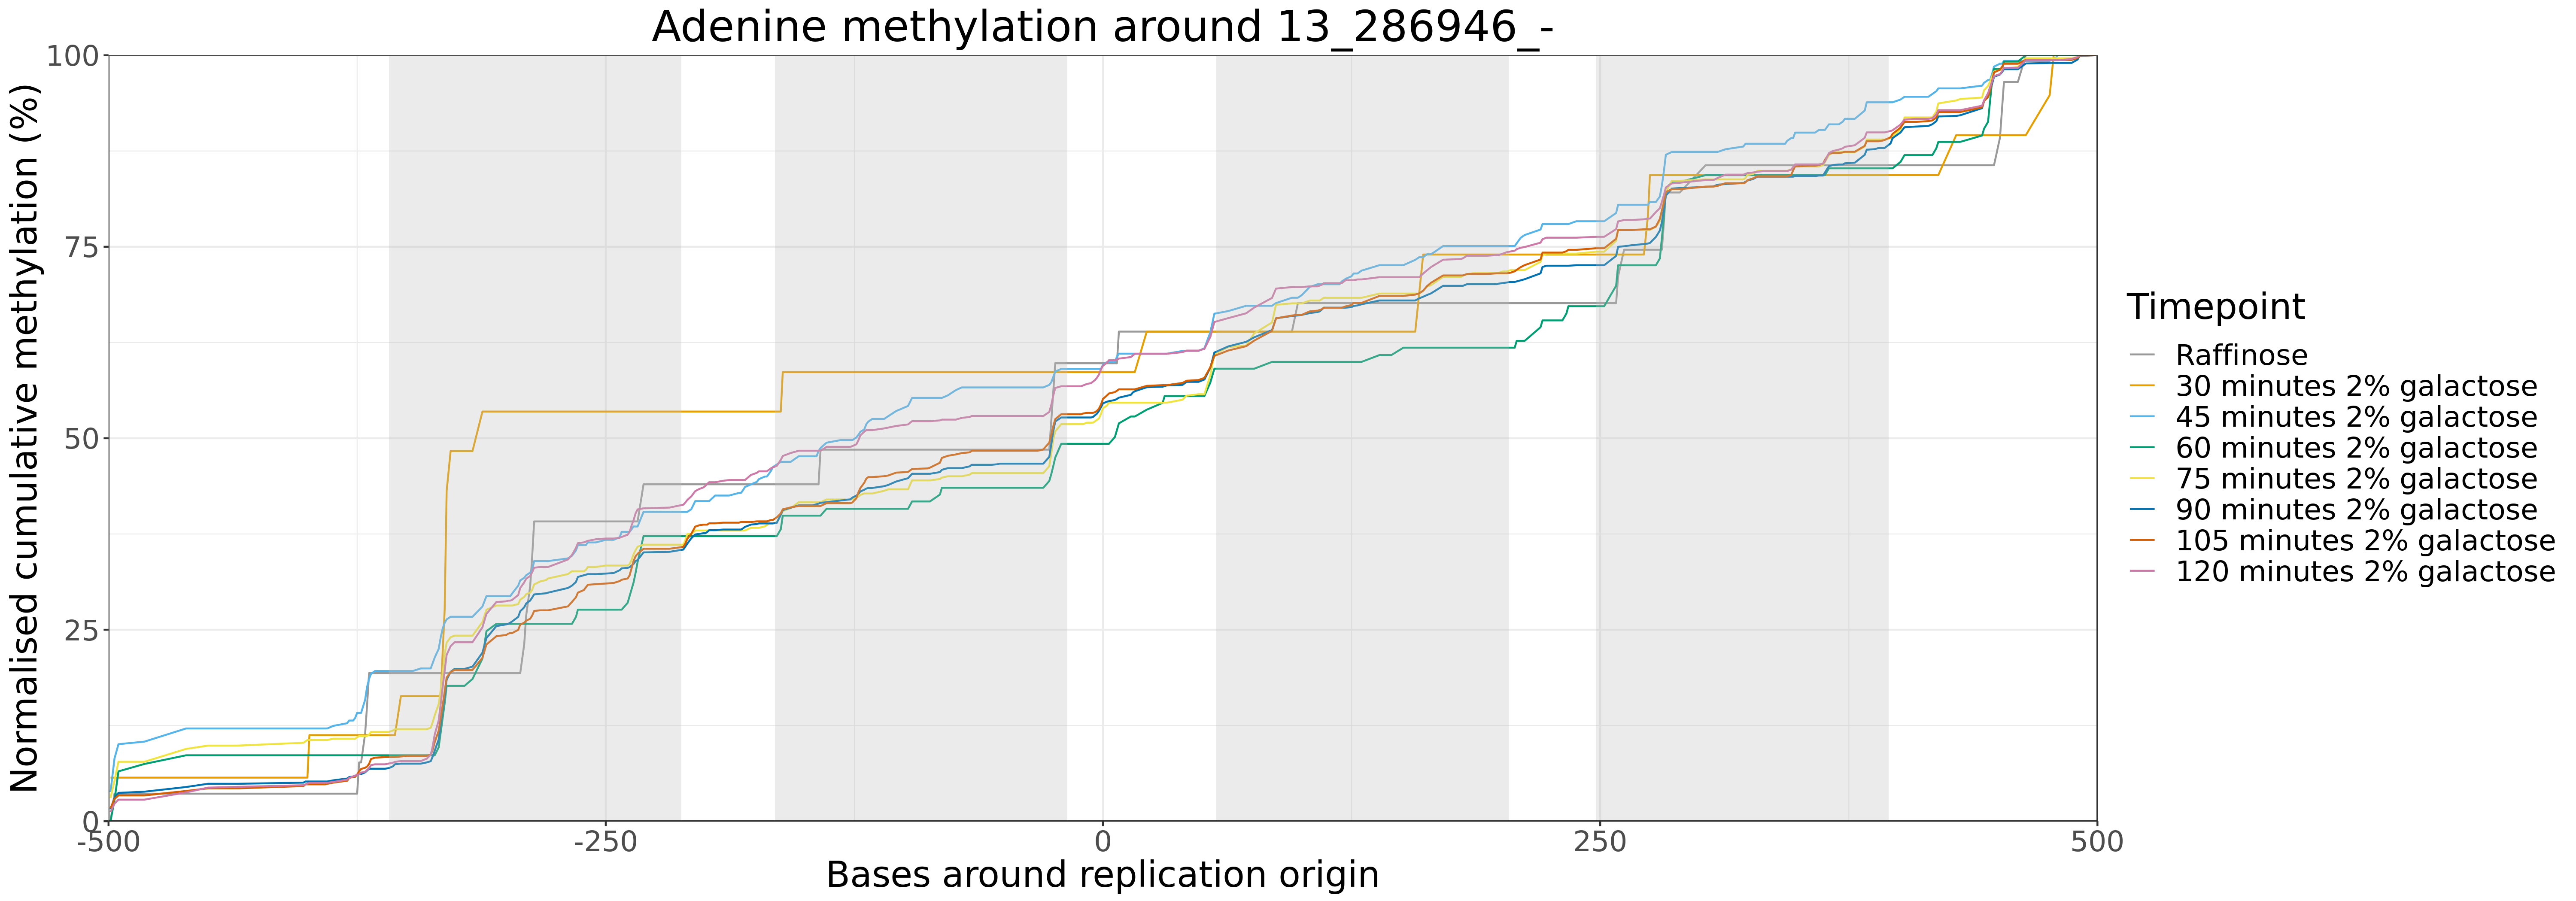 Adenine methylation around 13_286946_-
Normalised cumulative methylation (%)
100
75
50
25
0
-500
-250
0
250
500
Bases around replication origin
Timepoint
Raffinose
30 minutes 2% galactose
45 minutes 2% galactose
60 minutes 2% galactose
75 minutes 2% galactose
90 minutes 2% galactose
105 minutes 2% galactose
120 minutes 2% galactose